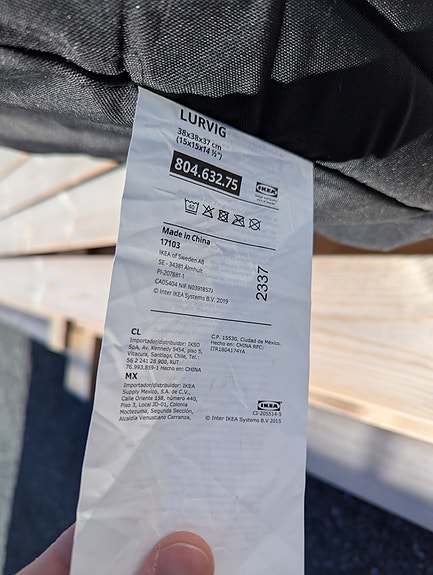 LURVIG
38x38x37 cm
(15x15x14 ½")
804.632.75
IKEA
40
Made in China
17103
IKEA of Sweden AB
SE - 34381 Älmhult
PI-207881-1
CA05404 NIF N0391857J
© Inter IKEA Systems B.V. 2019
2337
CL
Importador/distribuidor: IKSO
SpA, Av. Kennedy 5454, piso 5,
Vitacura, Santiago, Chile, Tel.:
56 2 241 28 900, RUT:
76.993.859-1 Hecho en: CHINA
MX
Importador/distribuidor: IKEA
Supply Mexico, S.A. de C.V.,
Calle Oriente 158, número 440,
Piso 3, Local JO-01, Colonia
Moctezuma, Segunda Sección,
Alcaldía Venustiano Carranza,
C.P. 15530, Ciudad de México.
Hecho en: CHINA RFC:
ITR1804174YA
IKEA
CI-205514-5
© Inter IKEA Systems B.V. 2015